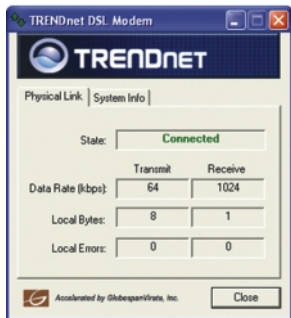 TRENDnet DSL Modem
TRENDNET
Physical Link System Info
State: Connected
Transmit Receive
Data Rate (kbps): 64 1024
Local Bytes: 8 1
Local Errors: 0 0
Accelerated by GlobespanVirata, Inc. Close